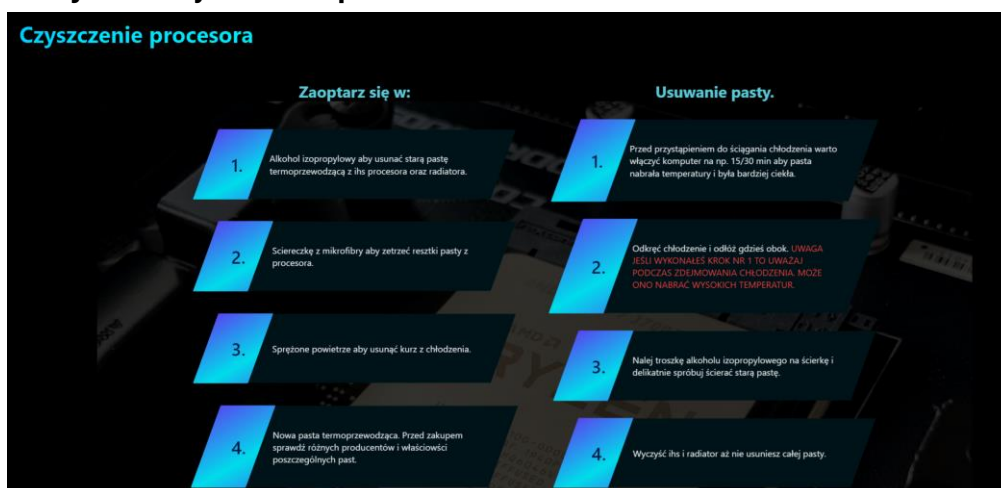 Czyszczenie procesora
Zaoptarz się w:
1.
Alkohol izopropylowy aby usunać starą pastę
termoprzewodzącą z ihs procesora oraz radiatora.
2.
Sciereczkę z mikrofibry aby zetrzeć resztki pasty z
procesora.
3.
Sprężone powietrze aby usunąć kurz z chłodzenia.
4.
Nowa pasta termoprzewodząca. Przed zakupem
sprawdź różnych producentów i właściowści
poszczególnych past.
Usuwanie pasty.
1.
Przed przystąpieniem do ściągania chłodzenia warto
włączyć komputer na np. 15/30 min aby pasta
nabrała temperatury i była bardziej ciekła.
2.
Odkręć chłodzenie i odłóż gdzieś obok. UWAGA
JEŚLI WYKONAŁEŚ KROK NR 1 TO UWAŻAJ
PODCZAS ZDEJMOWANIA CHŁODZENIA. MOŻE
ONO NABRAĆ WYSOKICH TEMPERATUR.
3.
Nalej troszkę alkoholu izopropylowego na ścierkę i
delikatnie spróbuj ścierać starą pastę.
4.
Wyczyść ihs i radiator aż nie usuniesz całej pasty.